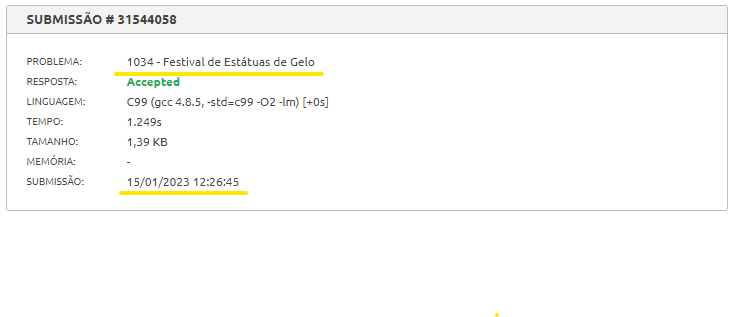 SUBMISSÃO # 31544058
PROBLEMA: 1034 - Festival de Estátuas de Gelo
RESPOSTA: Accepted
LINGUAGEM: C99 (gcc 4.8.5, -std=c99 -O2 -lm) [+0s]
TEMPO: 1.249s
TAMANHO: 1,39 KB
MEMÓRIA: -
SUBMISSÃO: 15/01/2023 12:26:45